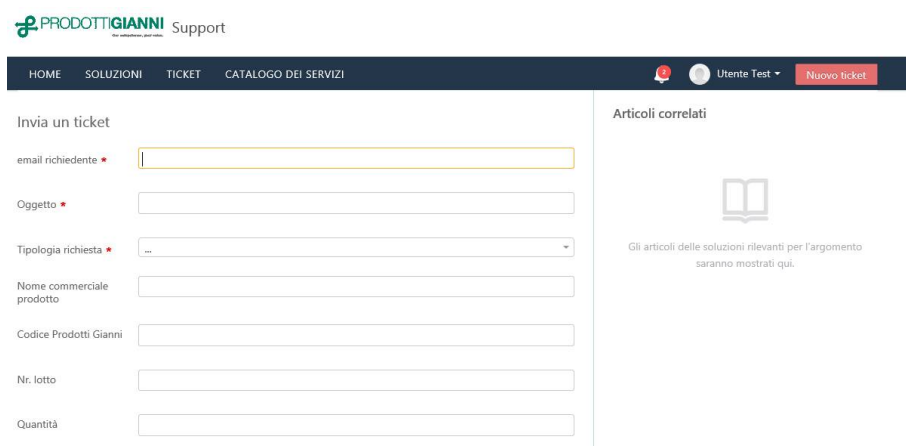 PRODOTTIGIANNI Support
HOME SOLUZIONI TICKET CATALOGO DEI SERVIZI 2 Utente Test Nuovo ticket
Invia un ticket
email richiedente *
Oggetto *
Tipologia richiesta * ...
Nome commerciale
prodotto
Codice Prodotti Gianni
Nr. lotto
Quantità
Articoli correlati
Gli articoli delle soluzioni rilevanti per l'argomento
saranno mostrati qui.